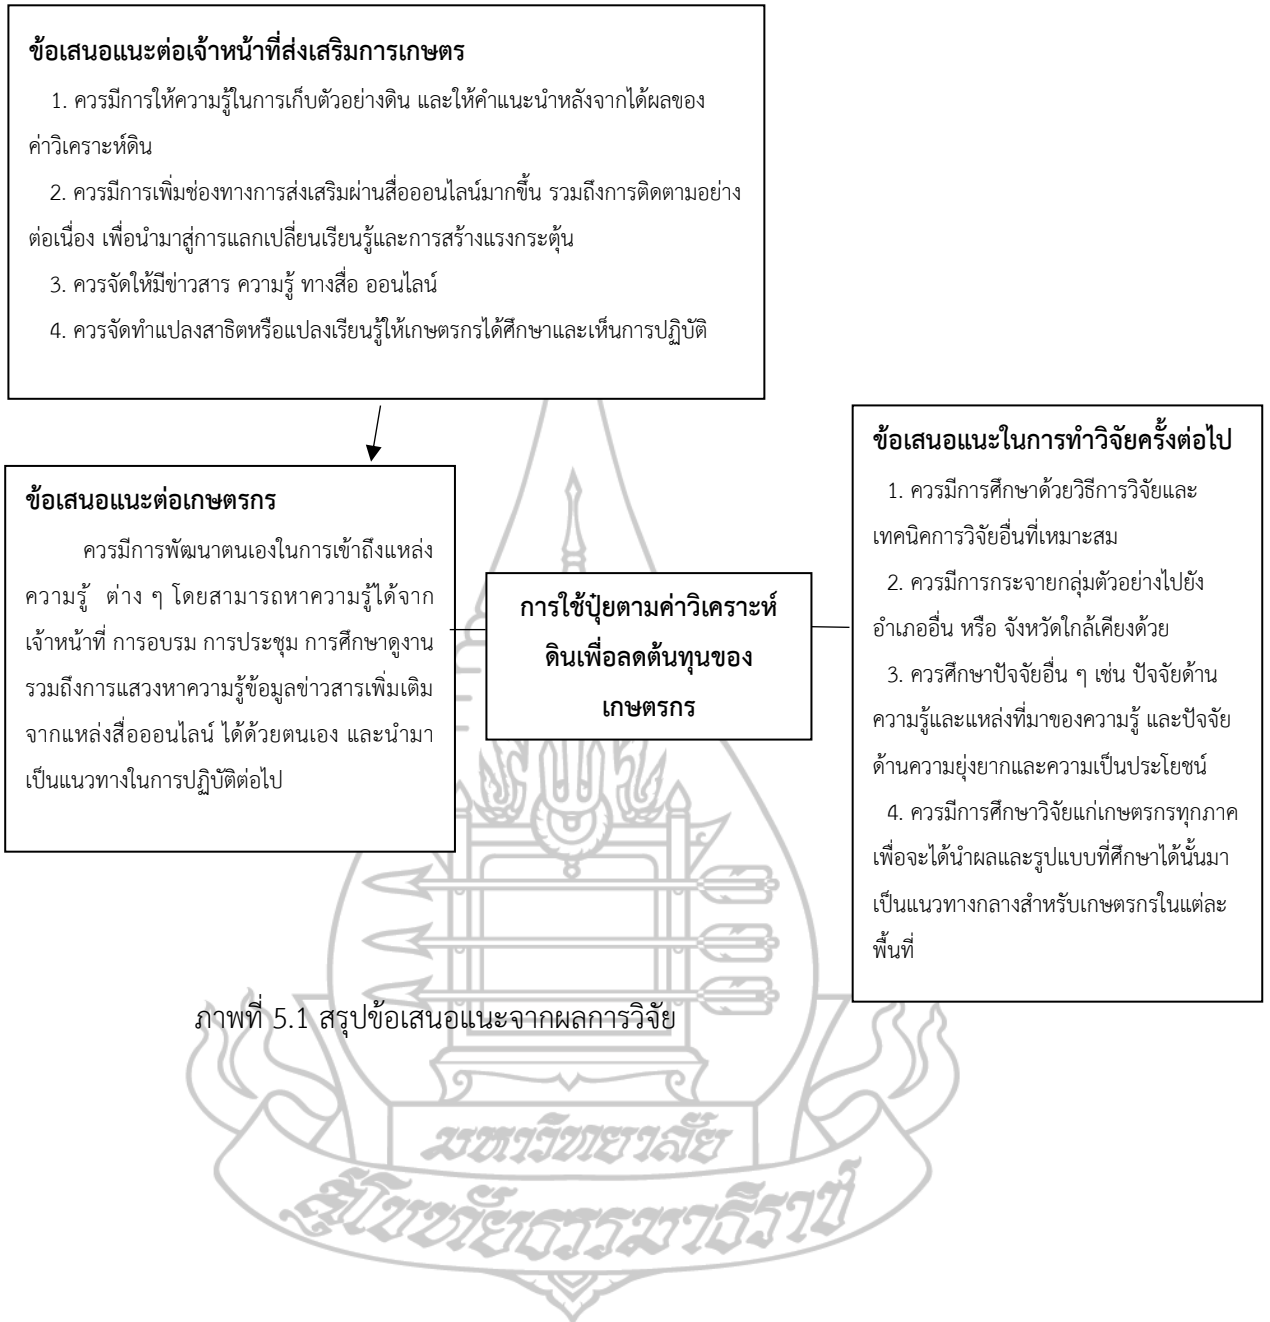 ข้อเสนอแนะต่อเจ้าหน้าที่ส่งเสริมการเกษตร
1. ควรมีการให้ความรู้ในการเก็บตัวอย่างดิน และให้คำแนะนำหลังจากได้ผลของ
ค่าวิเคราะห์ดิน
2. ควรมีการเพิ่มช่องทางการส่งเสริมผ่านสื่อออนไลน์มากขึ้น รวมถึงการติดตามอย่าง
ต่อเนื่อง เพื่อนำมาสู่การแลกเปลี่ยนเรียนรู้และการสร้างแรงกระตุ้น
3. ควรจัดให้มีข่าวสาร ความรู้ ทางสื่อ ออนไลน์
4. ควรจัดทำแปลงสาธิตหรือแปลงเรียนรู้ให้เกษตรกรได้ศึกษาและเห็นการปฏิบัติ
ข้อเสนอแนะต่อเกษตรกร
ควรมีการพัฒนาตนเองในการเข้าถึงแหล่ง
ความรู้ ต่าง ๆ โดยสามารถหาความรู้ได้จาก
เจ้าหน้าที่ การอบรม การประชุม การศึกษาดูงาน
รวมถึงการแสวงหาความรู้ข้อมูลข่าวสารเพิ่มเติม
จากแหล่งสื่อออนไลน์ ได้ด้วยตนเอง และนำมา
เป็นแนวทางในการปฏิบัติต่อไป
การใช้ปุ๋ยตามค่าวิเคราะห์
ดินเพื่อลดต้นทุนของ
เกษตรกร
ข้อเสนอแนะในการทำวิจัยครั้งต่อไป
1. ควรมีการศึกษาด้วยวิธีการวิจัยและ
เทคนิคการวิจัยอื่นที่เหมาะสม
2. ควรมีการกระจายกลุ่มตัวอย่างไปยัง
อำเภออื่น หรือ จังหวัดใกล้เคียงด้วย
3. ควรศึกษาปัจจัยอื่น ๆ เช่น ปัจจัยด้าน
ความรู้และแหล่งที่มาของความรู้ และปัจจัย
ด้านความยุ่งยากและความเป็นประโยชน์
4. ควรมีการศึกษาวิจัยแก่เกษตรกรทุกภาค
เพื่อจะได้นำผลและรูปแบบที่ศึกษาได้นั้นมา
เป็นแนวทางกลางสำหรับเกษตรกรในแต่ละ
พื้นที่
ภาพที่ 5.1 สรุปข้อเสนอแนะจากผลการวิจัย
มหาวิทยาลัย
สุโขทัยธรรมาธิราช